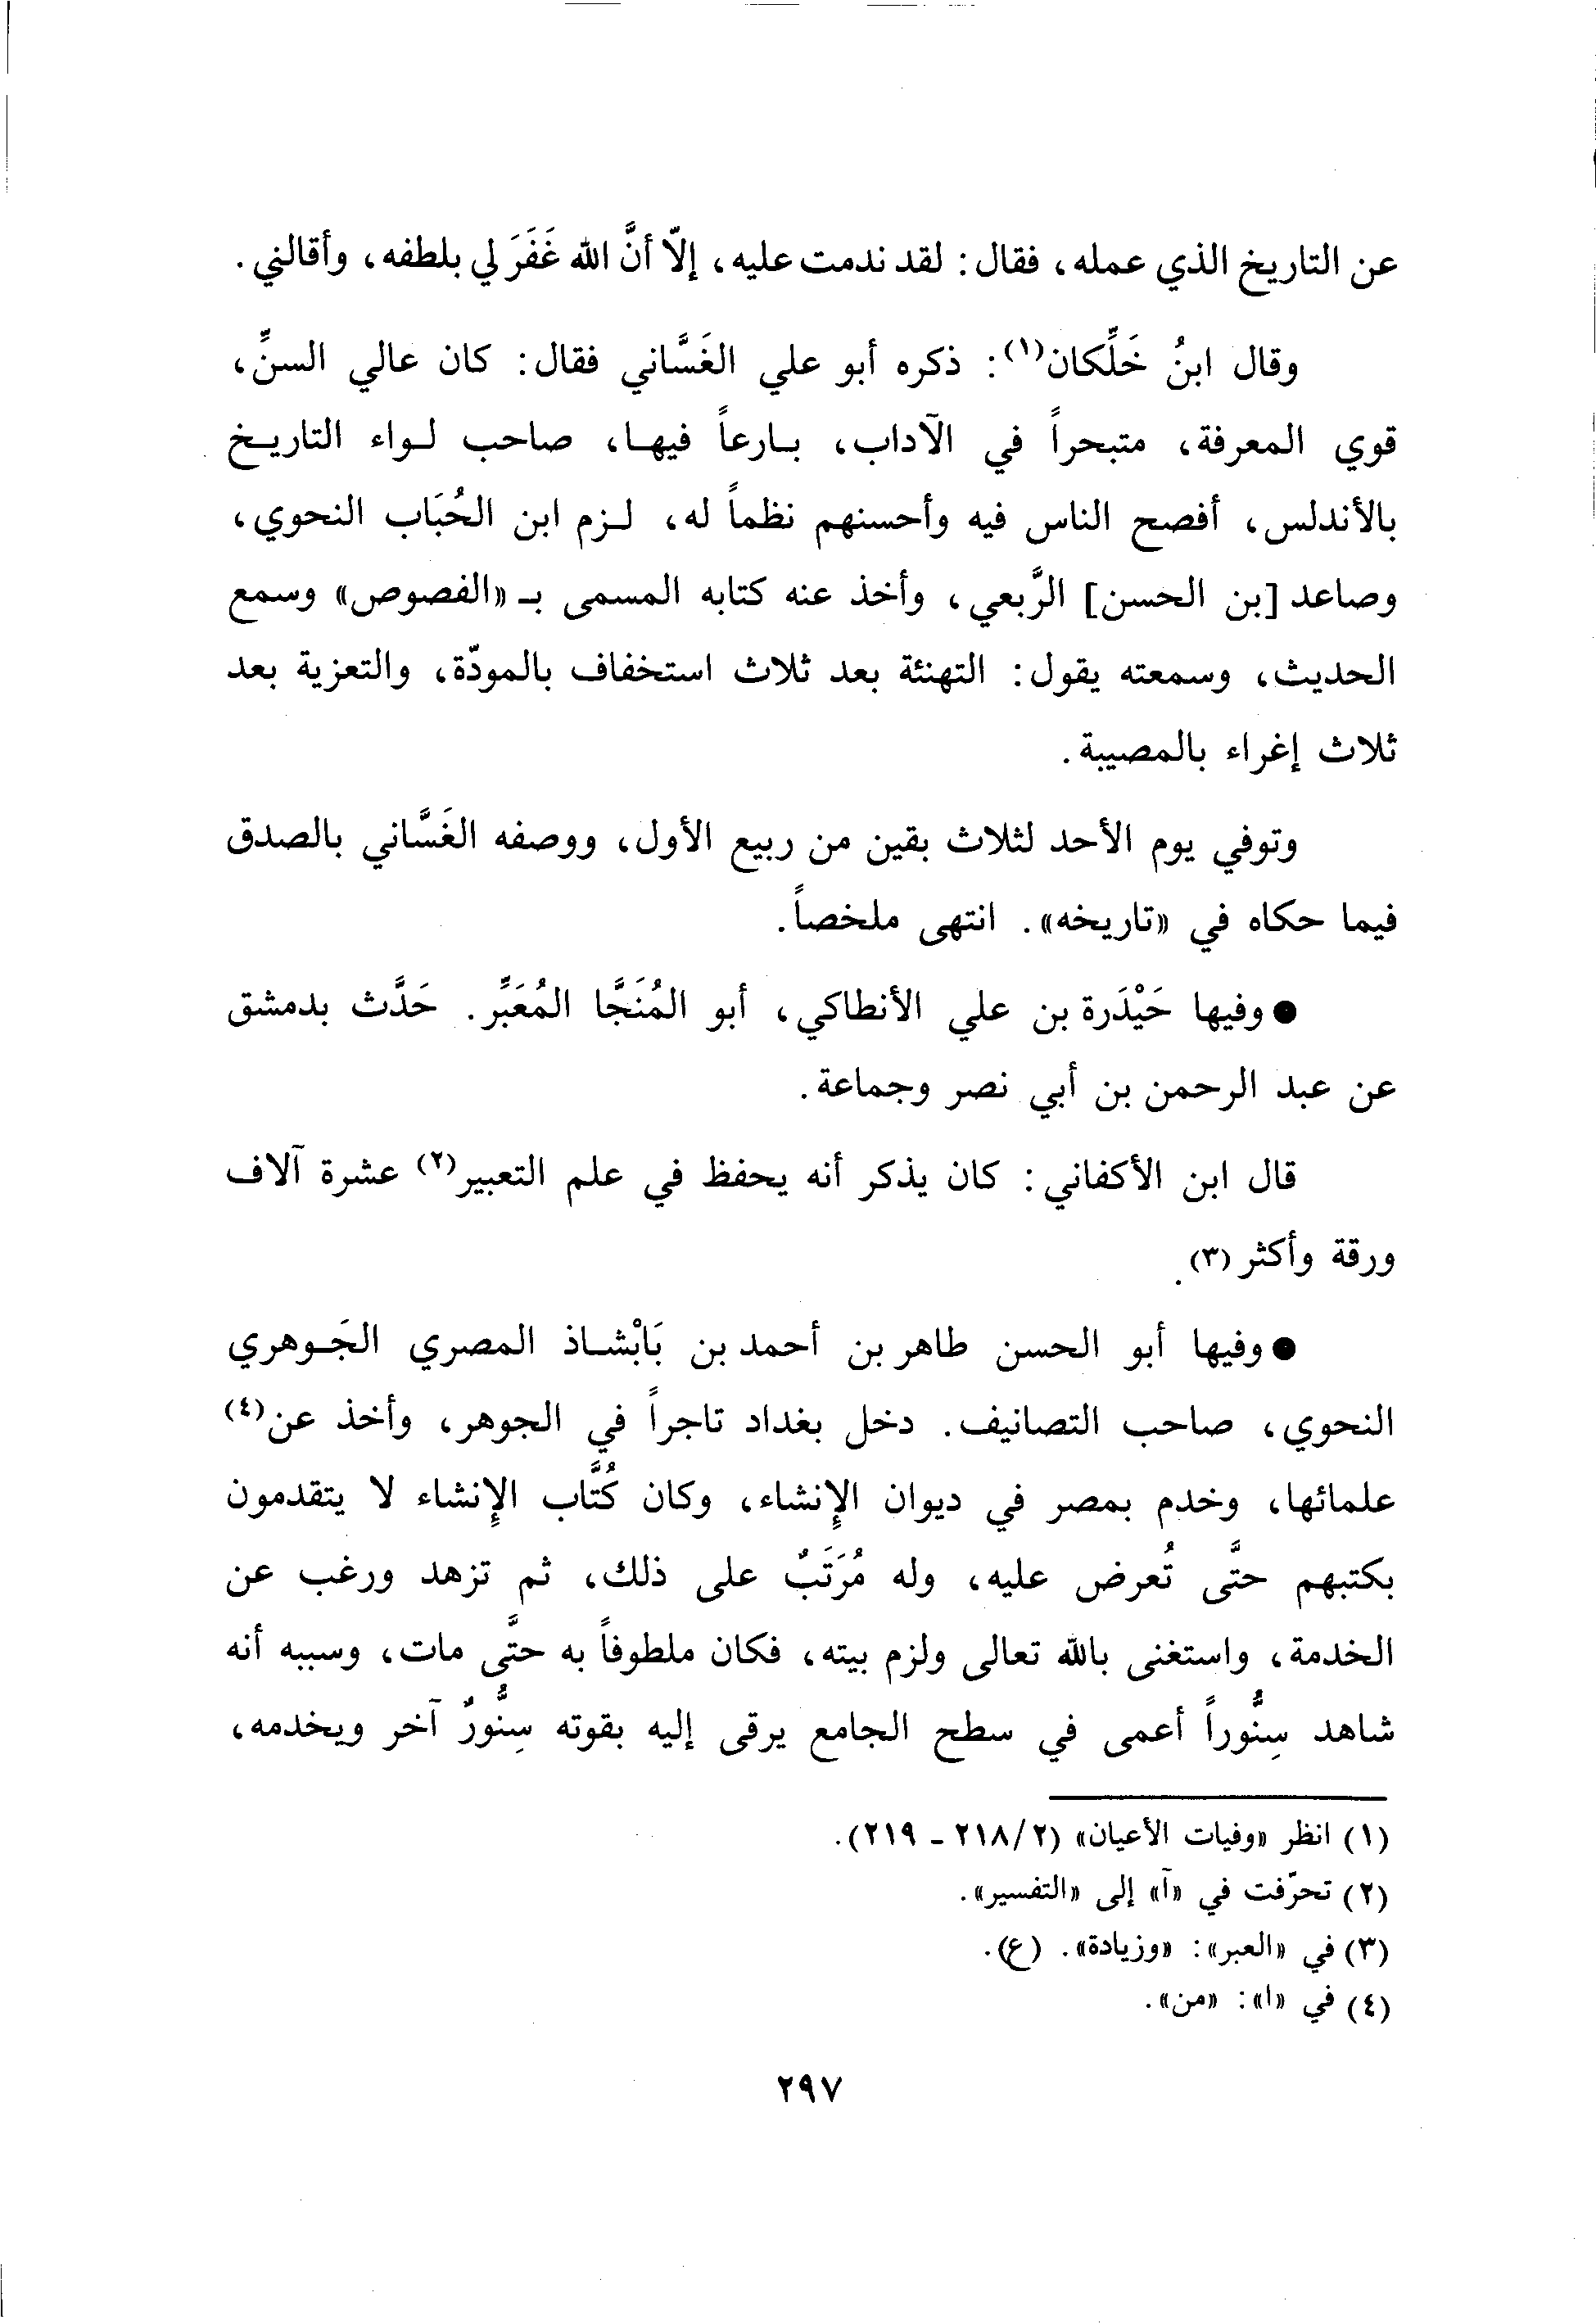 عن التاريخ الذي عمله، فقال: لقد ندمت عليه، إلاّ أنَّ الله غَفَرَ لي بلطفه، وأقالني.
وقال ابنُ خَلِّكان(١): ذكره أبو علي الغَسَّاني فقال: كان عالي السنِّ،
قوي المعرفة، متبحراً في الآداب، بـارعاً فيهـا، صاحب لـواء التاريـخ
بالأندلس، أفصح الناس فيه وأحسنهم نظماً له، لـزم ابن الحُبَاب النحوي،
وصاعد [بن الحسن] الرَّبعي، وأخذ عنه كتابه المسمى بـ «الفصوص» وسمع
الحديث، وسمعته يقول: التهنئة بعد ثلاث استخفاف بالمودّة، والتعزية بعد
ثلاث إغراء بالمصيبة.
وتوفي يوم الأحد لثلاث بقين من ربيع الأول، ووصفه الغَسَّاني بالصدق
فيما حكاه في «تاريخه». انتهى ملخصاً.
● وفيها حَيْدَرة بن علي الأنطاكي، أبو المُنَجَّا المُعَبِّر. حَدَّث بدمشق
عن عبد الرحمن بن أبي نصر وجماعة.
قال ابن الأكفاني: كان يذكر أنه يحفظ في علم التعبير(٢) عشرة آلاف
ورقة وأكثر(٣).
● وفيها أبو الحسن طاهر بن أحمد بن بَابْشـاذ المصري الجَـوهري
النحوي، صاحب التصانيف. دخل بغداد تاجراً في الجوهر، وأخذ عن(٤)
علمائها، وخدم بمصر في ديوان الإنشاء، وكان كُتَّاب الإنشاء لا يتقدمون
بكتبهم حتَّى تُعرض عليه، وله مُرَتَبٌ على ذلك، ثم تزهد ورغب عن
الخدمة، واستغنى بالله تعالى ولزم بيته، فكان ملطوفاً به حتَّى مات، وسببه أنه
شاهد سِنُّوراً أعمى في سطح الجامع يرقى إليه بقوته سِنُّورٌ آخر ويخدمه،
(١) انظر «وفيات الأعيان» (٢/ ٢١٨ - ٢١٩).
(٢) تحرّفت في «آ» إلى «التفسير».
(٣) في «العبر»: «وزيادة». (ع).
(٤) في «ا»: «من».
٢٩٧